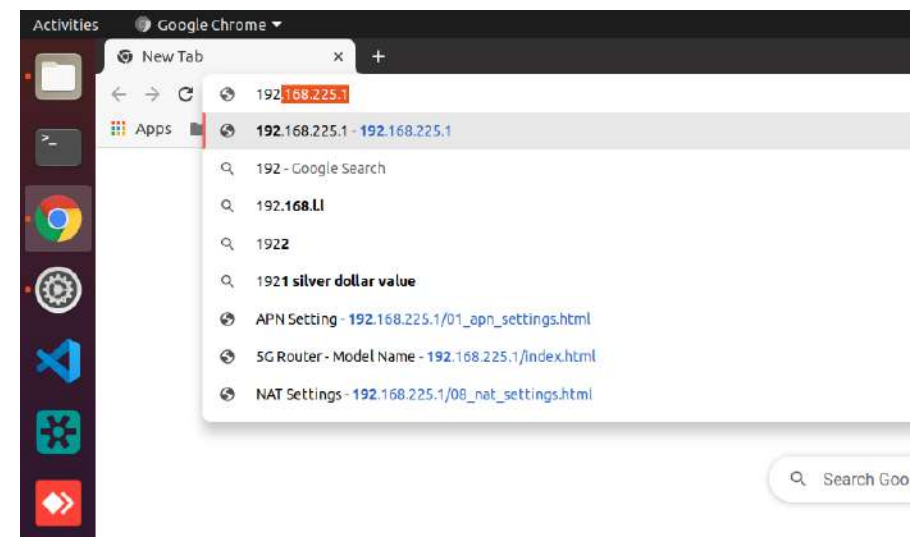 Activities Google Chrome
New Tab
192.168.225.1
Apps
192.168.225.1 - 192.168.225.1
192 - Google Search
192.168.l.l
1922
1921 silver dollar value
APN Setting - 192.168.225.1/01_apn_settings.html
5G Router - Model Name - 192.168.225.1/index.html
NAT Settings - 192.168.225.1/08_nat_settings.html
Search Goo